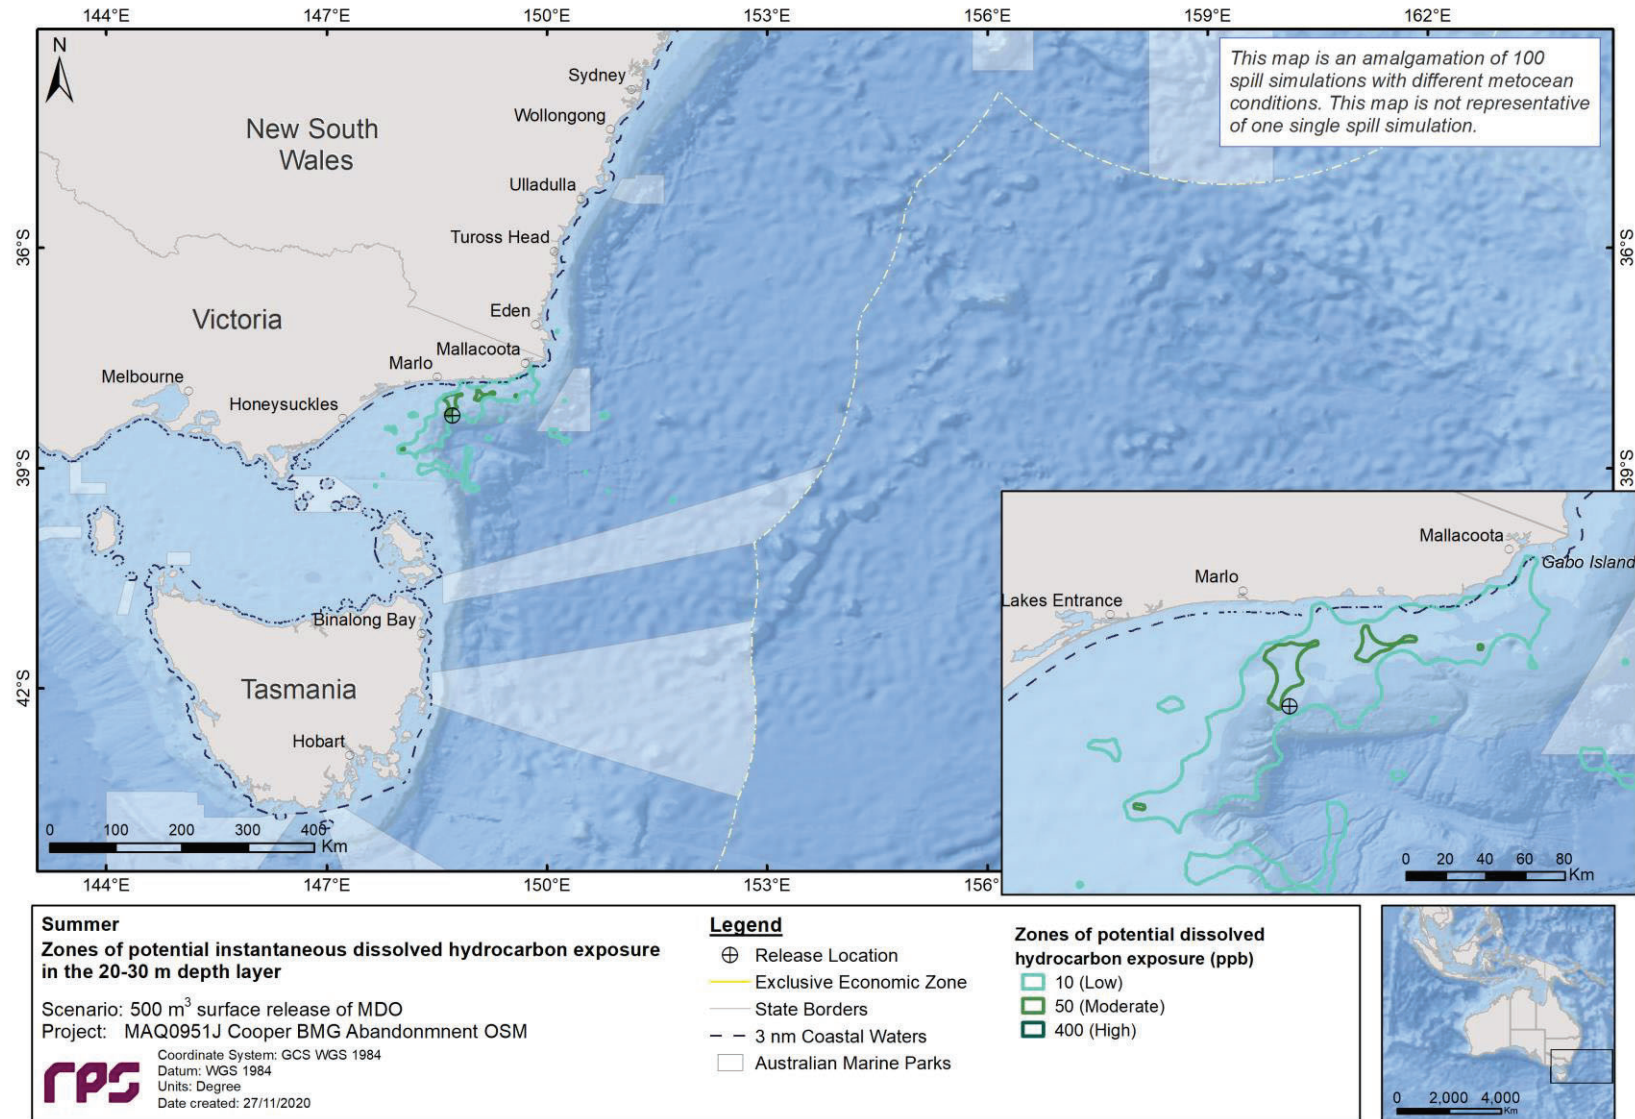 144°E 147°E 150°E 153°E 156°E 159°E 162°E
N
This map is an amalgamation of 100
spill simulations with different metocean
conditions. This map is not representative
of one single spill simulation.
Sydney
Wollongong
New South
Wales
Ulladulla
Tuross Head
36°S 36°S
Eden
Victoria
Mallacoota
Marlo
Melbourne
Honeysuckles
39°S 39°S
Mallacoota
Gabo Island
Marlo
Lakes Entrance
Binalong Bay
42°S
Tasmania
Hobart
0 100 200 300 400
Km
0 20 40 60 80
Km
144°E 147°E 150°E 153°E 156°
Summer
Zones of potential instantaneous dissolved hydrocarbon exposure
in the 20-30 m depth layer
Scenario: 500 m³ surface release of MDO
Project: MAQ0951J Cooper BMG Abandonmnent OSM
rps
Coordinate System: GCS WGS 1984
Datum: WGS 1984
Units: Degree
Date created: 27/11/2020
Legend
Release Location
Exclusive Economic Zone
State Borders
3 nm Coastal Waters
Australian Marine Parks
Zones of potential dissolved
hydrocarbon exposure (ppb)
10 (Low)
50 (Moderate)
400 (High)
0 2,000 4,000
Km